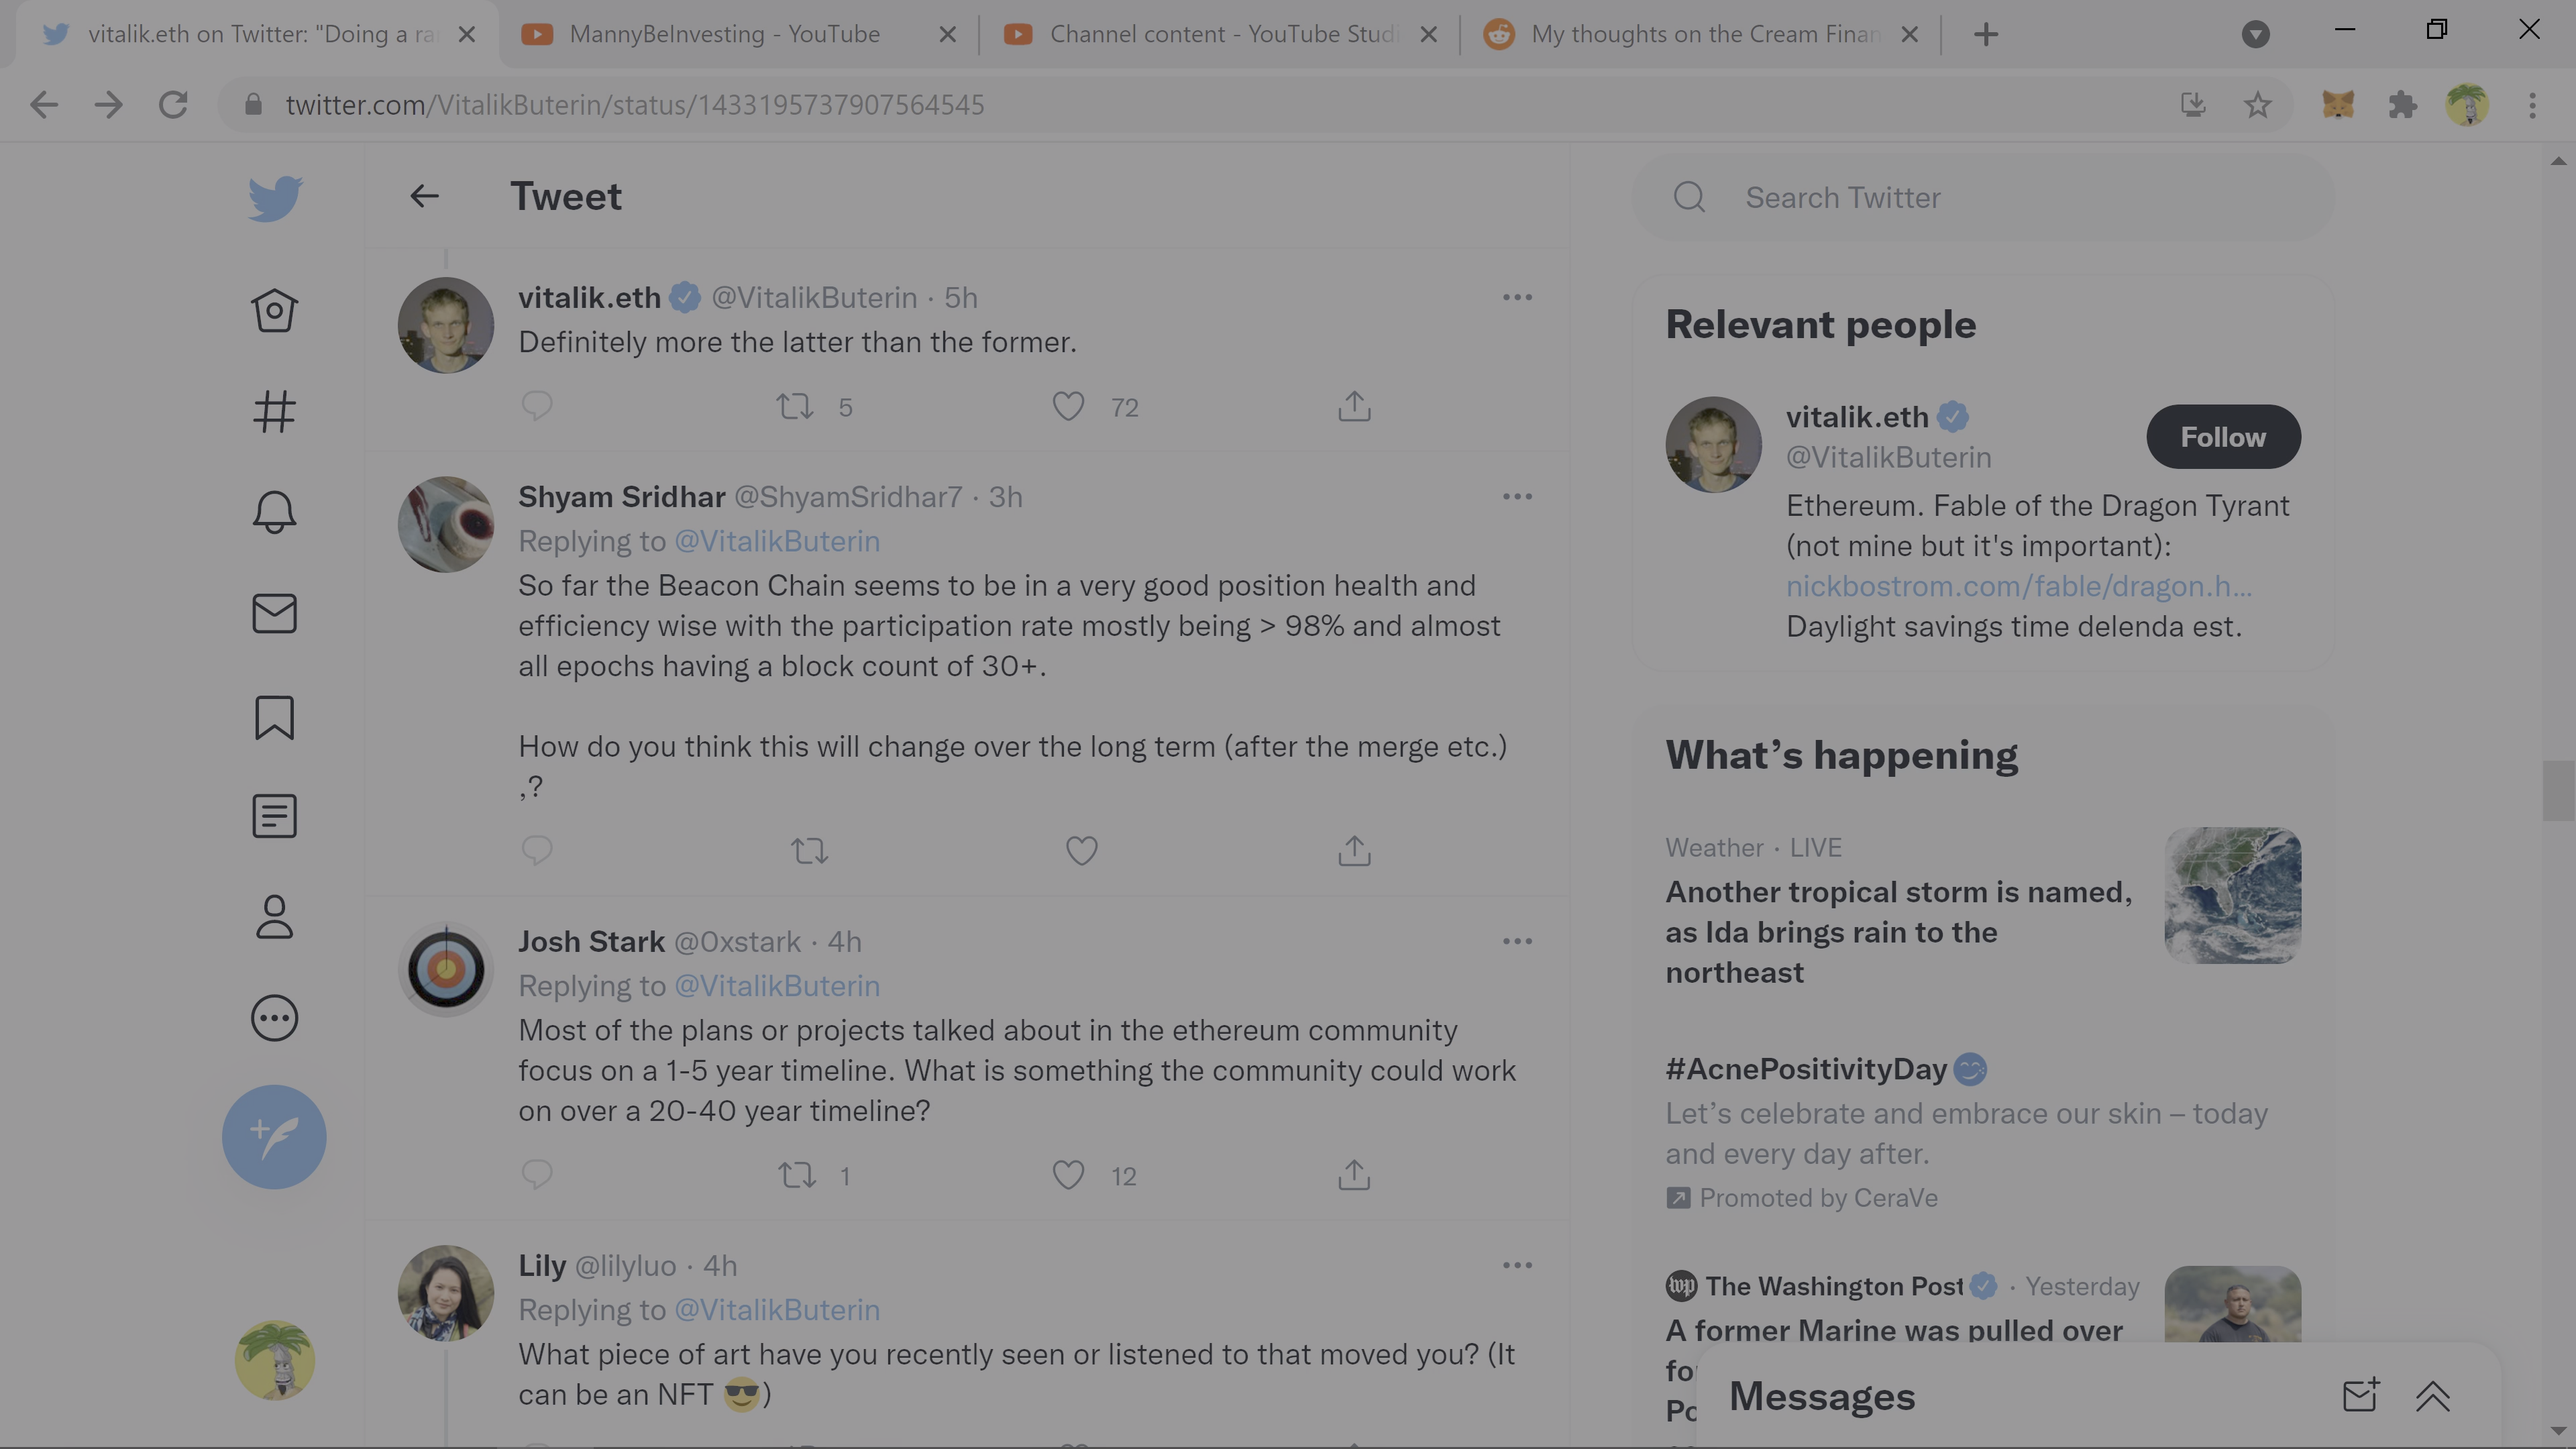 vitalik.eth on Twitter: "Doing a ra
MannyBeInvesting - YouTube
Channel content - YouTube Studi
My thoughts on the Cream Finan
twitter.com/VitalikButerin/status/1433195737907564545
Tweet
vitalik.eth @VitalikButerin · 5h
Definitely more the latter than the former.
5 72
Shyam Sridhar @ShyamSridhar7 · 3h
Replying to @VitalikButerin
So far the Beacon Chain seems to be in a very good position health and
efficiency wise with the participation rate mostly being > 98% and almost
all epochs having a block count of 30+.
How do you think this will change over the long term (after the merge etc.)
,?
Josh Stark @0xstark · 4h
Replying to @VitalikButerin
Most of the plans or projects talked about in the ethereum community
focus on a 1-5 year timeline. What is something the community could work
on over a 20-40 year timeline?
1 12
Lily @lilyluo · 4h
Replying to @VitalikButerin
What piece of art have you recently seen or listened to that moved you? (It
can be an NFT 😎)
Search Twitter
Relevant people
vitalik.eth
@VitalikButerin
Follow
Ethereum. Fable of the Dragon Tyrant
(not mine but it's important):
nickbostrom.com/fable/dragon.h...
Daylight savings time delenda est.
What's happening
Weather · LIVE
Another tropical storm is named,
as Ida brings rain to the
northeast
#AcnePositivityDay
Let's celebrate and embrace our skin – today
and every day after.
Promoted by CeraVe
wp The Washington Post · Yesterday
A former Marine was pulled over
Messages